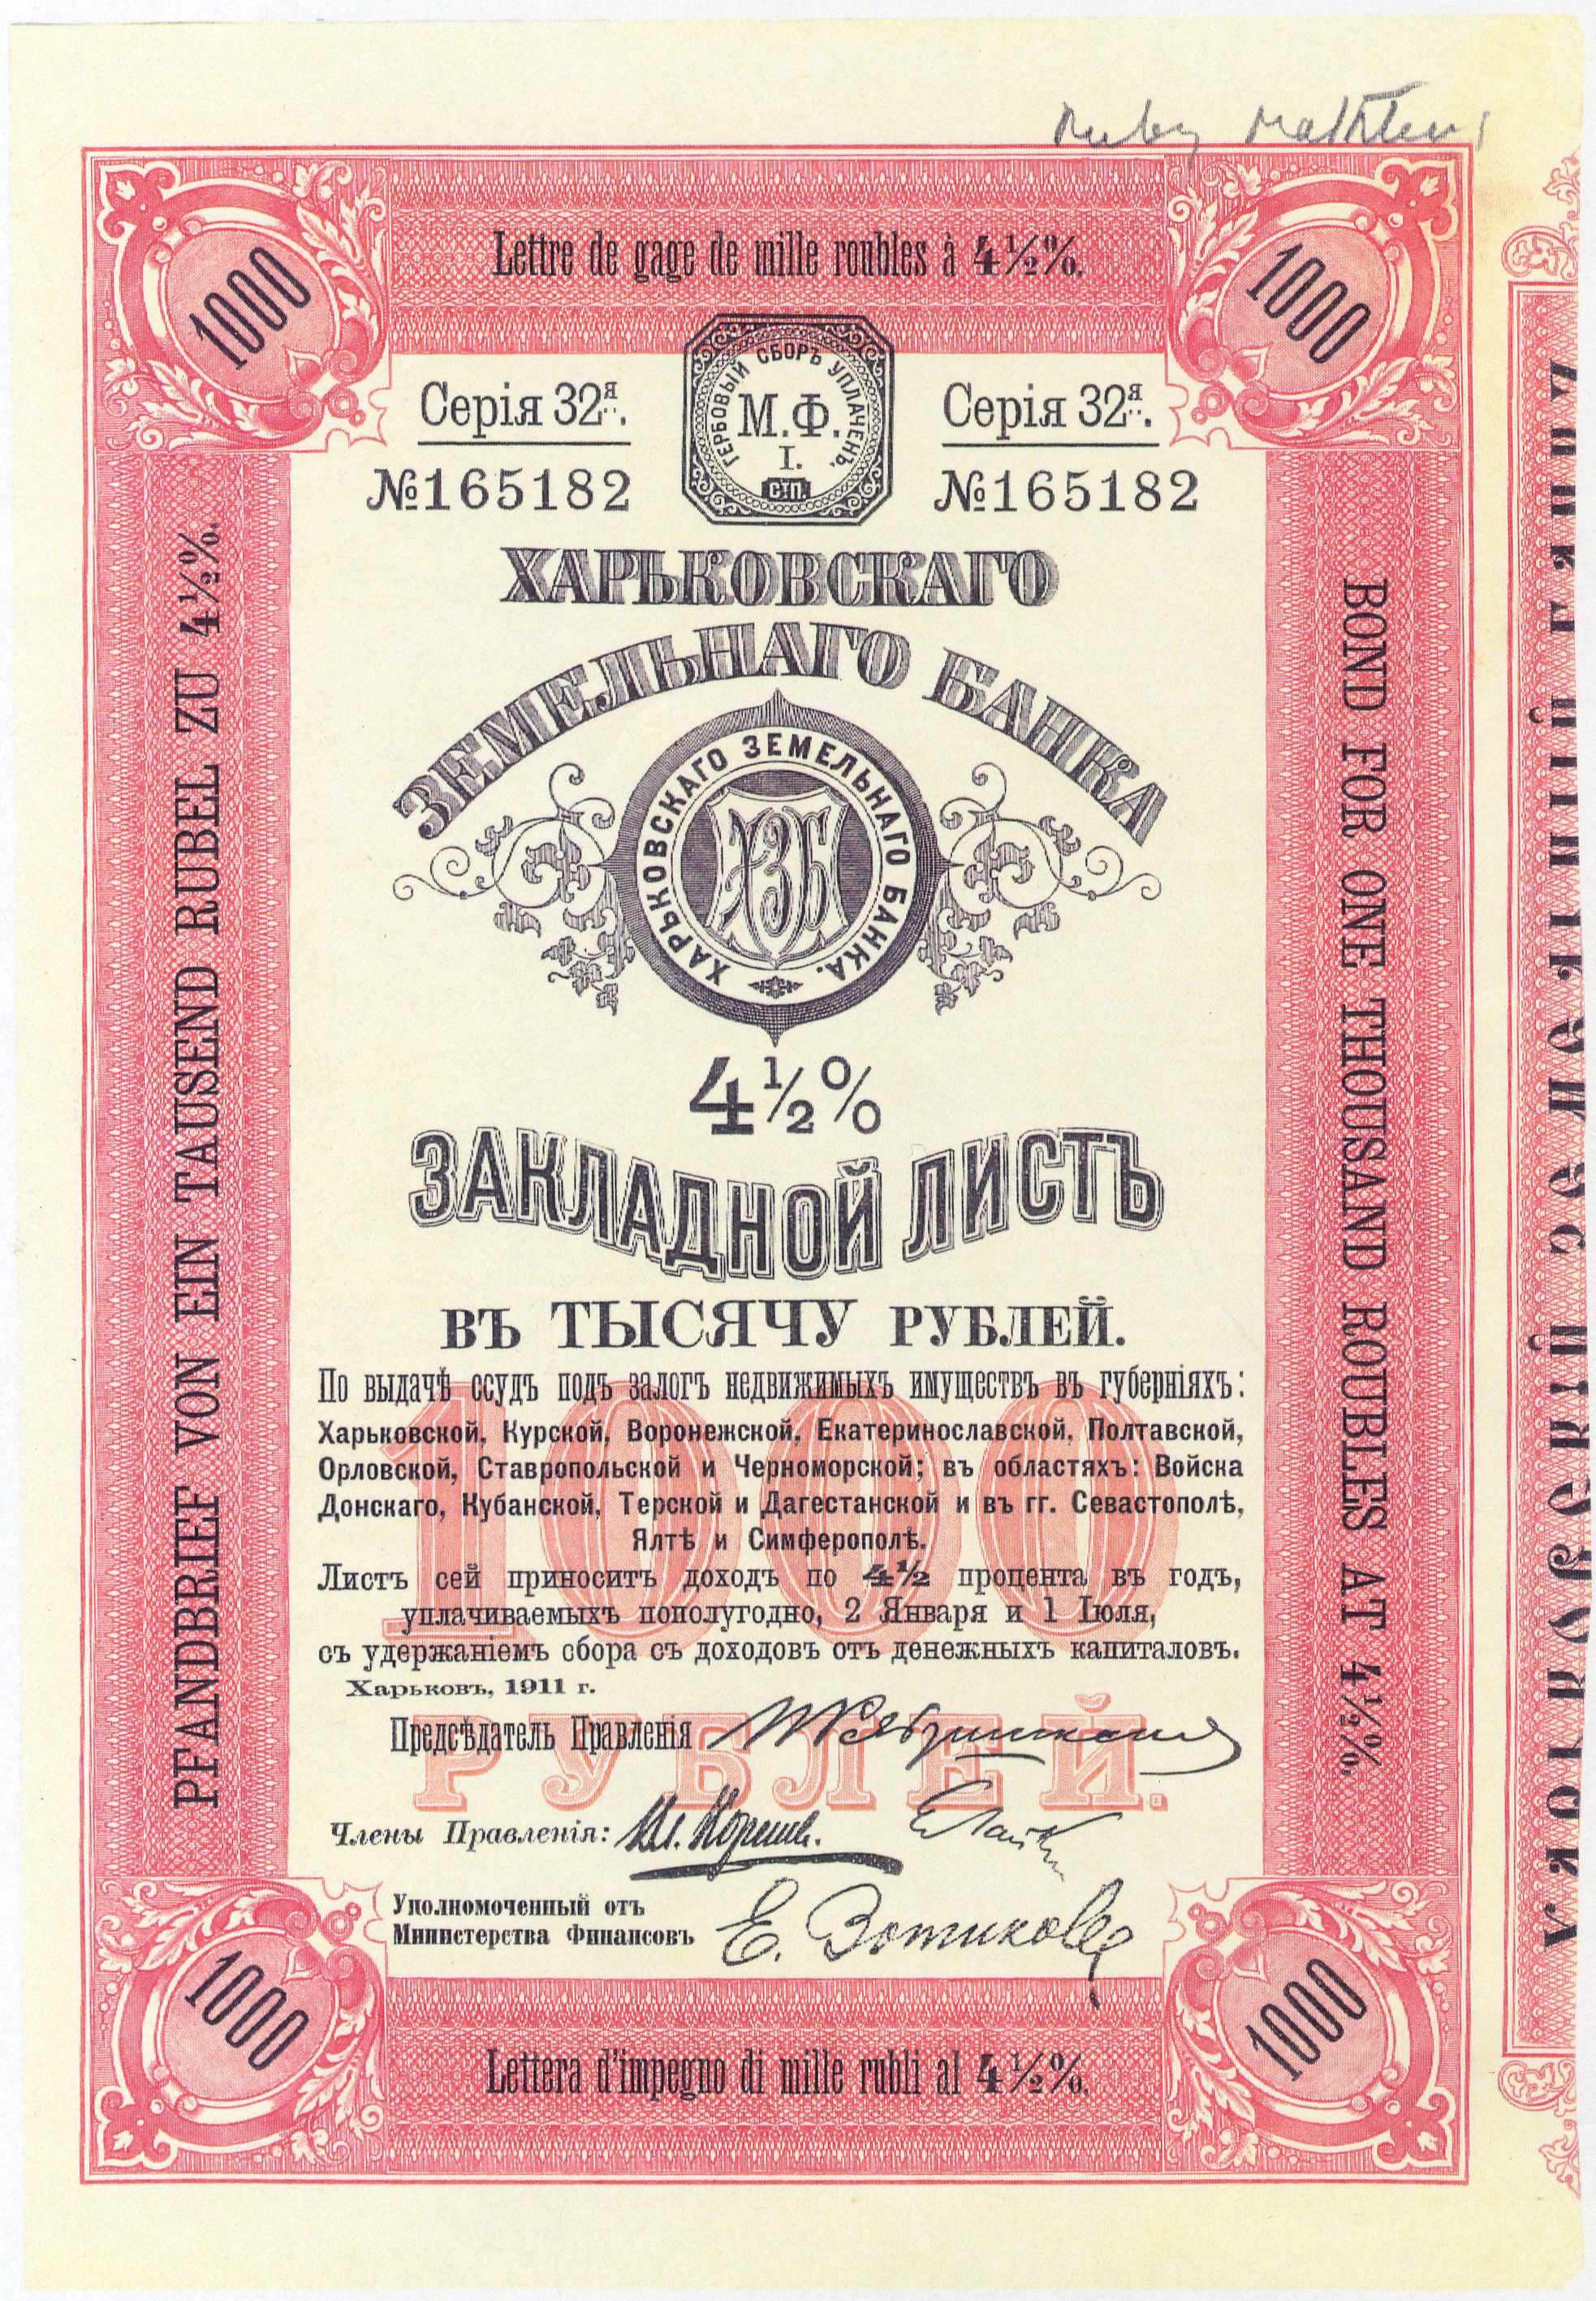 Ruby
Lettre de gage de mille roubles à 4½%.
1000
1000
Серія 32я.
ГЕРБОВЫЙ СБОРЪ УПЛАЧЕНЪ.
М.Ф.
I.
С.П.
Серія 32я.
№165182
№165182
ХАРЬКОВСКАГО
ЗЕМЕЛЬНАГО БАНКА
ХАРЬКОВСКАГО ЗЕМЕЛЬНАГО БАНКА.
ХЗБ
4½%
ЗАКЛАДНОЙ ЛИСТЪ
ВЪ ТЫСЯЧУ РУБЛЕЙ.
1000
По выдачѣ ссудъ подъ залогъ недвижимыхъ имуществъ въ губерніяхъ:
Харьковской, Курской, Воронежской, Екатеринославской, Полтавской,
Орловской, Ставропольской и Черноморской; въ областяхъ: Войска
Донскаго, Кубанской, Терской и Дагестанской и въ гг. Севастополѣ,
Ялтѣ и Симферополѣ.
Листъ сей приноситъ доходъ по 4½ процента въ годъ,
уплачиваемыхъ пополугодно, 2 Января и 1 Іюля,
съ удержаніемъ сбора съ доходовъ отъ денежныхъ капиталовъ.
Харьковъ, 1911 г.
Предсѣдатель Правленія
РУБЛЕЙ.
Члены Правленія:
Уполномоченный отъ
Министерства Финансовъ
Е.
1000
1000
Lettera d'impegno di mille rubli al 4½%.
PFANDBRIEF VON EIN TAUSEND RUBEL ZU 4½%.
BOND FOR ONE THOUSAND ROUBLES AT 4½%.